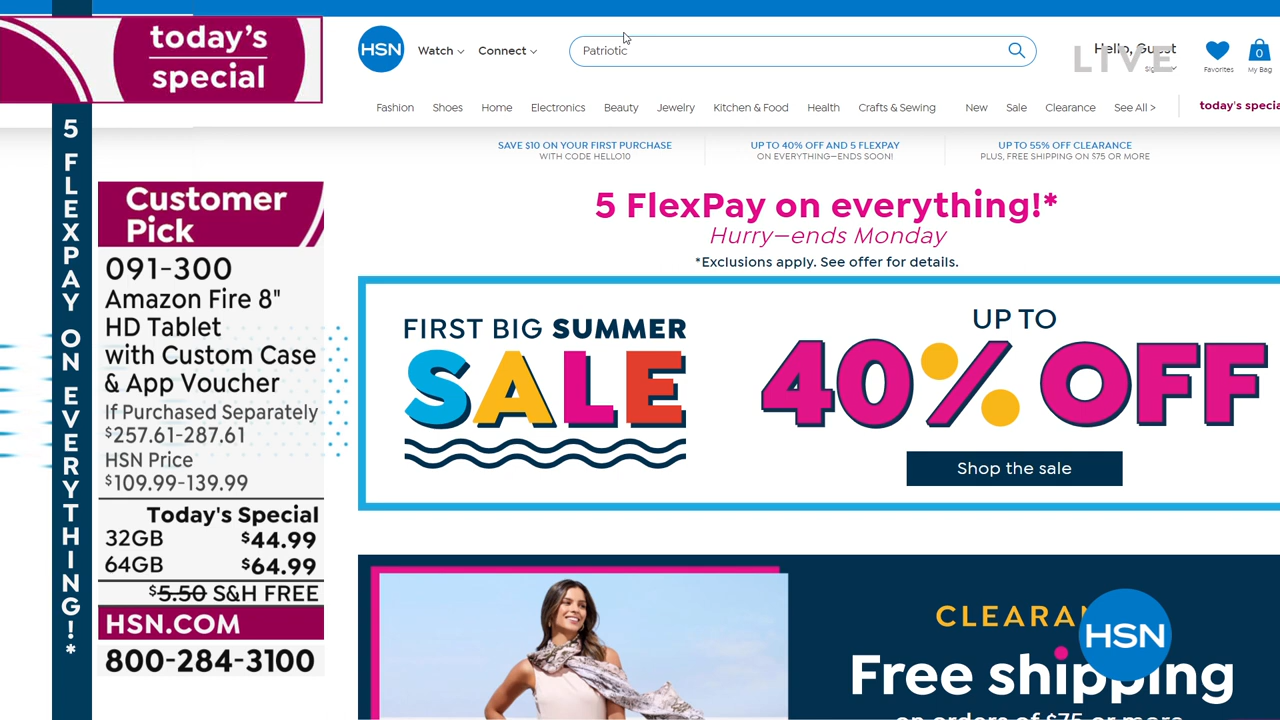 today's
special
5 FLEXPAY ON EVERYTHING!*
Customer
Pick
091-300
Amazon Fire 8"
HD Tablet
with Custom Case
& App Voucher
If Purchased Separately
$257.61-287.61
HSN Price
$109.99-139.99
Today's Special
32GB $44.99
64GB $64.99
$5.50 S&H FREE
HSN.COM
800-284-3100
HSN
Watch
Connect
Patriotic
Hello, Guest
LIVE
Favorites
0
My Bag
Fashion Shoes Home Electronics Beauty Jewelry Kitchen & Food Health Crafts & Sewing New Sale Clearance See All >
today's specia
SAVE $10 ON YOUR FIRST PURCHASE
WITH CODE HELLO10
UP TO 40% OFF AND 5 FLEXPAY
ON EVERYTHING—ENDS SOON!
UP TO 55% OFF CLEARANCE
PLUS, FREE SHIPPING ON $75 OR MORE
5 FlexPay on everything!*
Hurry—ends Monday
*Exclusions apply. See offer for details.
FIRST BIG SUMMER
SALE
UP TO
40% OFF
Shop the sale
CLEARAN
HSN
Free shipping
on orders of $75 or more